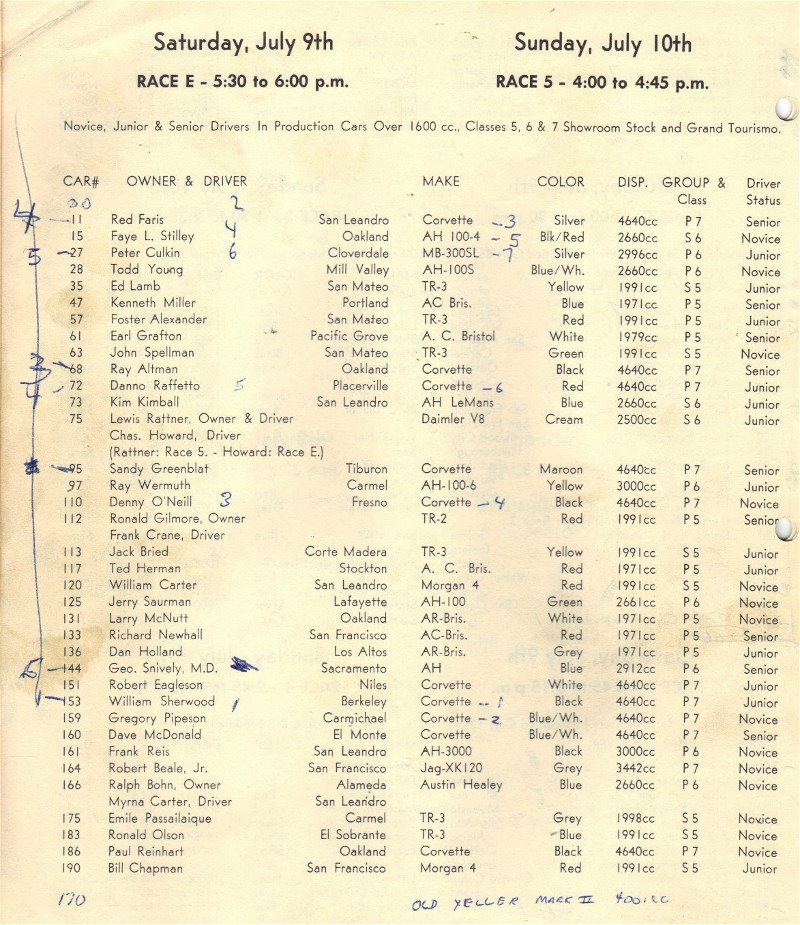 Saturday, July 9th Sunday, July 10th
RACE E - 5:30 to 6:00 p.m. RACE 5 - 4:00 to 4:45 p.m.
Novice, Junior & Senior Drivers In Production Cars Over 1600 cc., Classes 5, 6 & 7 Showroom Stock and Grand Tourismo.
CAR# OWNER & DRIVER MAKE COLOR DISP. GROUP & Class Driver Status
00 2
4 11 Red Faris San Leandro Corvette - 3 Silver 4640cc P 7 Senior
15 Faye L. Stilley 4 Oakland AH 100-4 - 5 Blk/Red 2660cc S 6 Novice
5 - 27 Peter Culkin 6 Cloverdale MB-300SL - 7 Silver 2996cc P 6 Junior
28 Todd Young Mill Valley AH-100S Blue/Wh. 2660cc P 6 Novice
35 Ed Lamb San Mateo TR-3 Yellow 1991cc S 5 Junior
47 Kenneth Miller Portland AC Bris. Blue 1971cc P 5 Senior
57 Foster Alexander San Mateo TR-3 Red 1991cc P 5 Junior
61 Earl Grafton Pacific Grove A. C. Bristol White 1979cc P 5 Senior
63 John Spellman San Mateo TR-3 Green 1991cc S 5 Novice
3 68 Ray Altman Oakland Corvette Black 4640cc P 7 Senior
4 - 72 Danno Raffetto 5 Placerville Corvette - 6 Red 4640cc P 7 Junior
73 Kim Kimball San Leandro AH LeMans Blue 2660cc S 6 Junior
75 Lewis Rattner, Owner & Driver Daimler V8 Cream 2500cc S 6 Junior
Chas. Howard, Driver
(Rattner: Race 5. - Howard: Race E.)
95 Sandy Greenblat Tiburon Corvette Maroon 4640cc P 7 Senior
97 Ray Wermuth Carmel AH-100-6 Yellow 3000cc P 6 Junior
110 Denny O'Neill 3 Fresno Corvette - 4 Black 4640cc P 7 Novice
112 Ronald Gilmore, Owner TR-2 Red 1991cc P 5 Senior
Frank Crane, Driver
113 Jack Bried Corte Madera TR-3 Yellow 1991cc S 5 Junior
117 Ted Herman Stockton A. C. Bris. Red 1971cc P 5 Junior
120 William Carter San Leandro Morgan 4 Red 1991cc S 5 Novice
125 Jerry Saurman Lafayette AH-100 Green 2661cc P 6 Novice
131 Larry McNutt Oakland AR-Bris. White 1971cc P 5 Novice
133 Richard Newhall San Francisco AC-Bris. Red 1971cc P 5 Senior
136 Dan Holland Los Altos AR-Bris. Grey 1971cc P 5 Junior
5 - 144 Geo. Snively, M.D. Sacramento AH Blue 2912cc P 6 Senior
151 Robert Eagleson Niles Corvette White 4640cc P 7 Junior
1 - 153 William Sherwood 1 Berkeley Corvette - 1 Black 4640cc P 7 Junior
159 Gregory Pipeson Carmichael Corvette - 2 Blue/Wh. 4640cc P 7 Novice
160 Dave McDonald El Monte Corvette Blue/Wh. 4640cc P 7 Senior
161 Frank Reis San Leandro AH-3000 Black 3000cc P 6 Novice
164 Robert Beale, Jr. San Francisco Jag-XK120 Grey 3442cc P 7 Novice
166 Ralph Bohn, Owner Alameda Austin Healey Blue 2660cc P 6 Novice
Myrna Carter, Driver San Leandro
175 Emile Passailaique Carmel TR-3 Grey 1998cc S 5 Novice
183 Ronald Olson El Sobrante TR-3 Blue 1991cc S 5 Novice
186 Paul Reinhart Oakland Corvette Black 4640cc P 7 Novice
190 Bill Chapman San Francisco Morgan 4 Red 1991cc S 5 Junior
170 OLD YELLER MARK II 4001cc